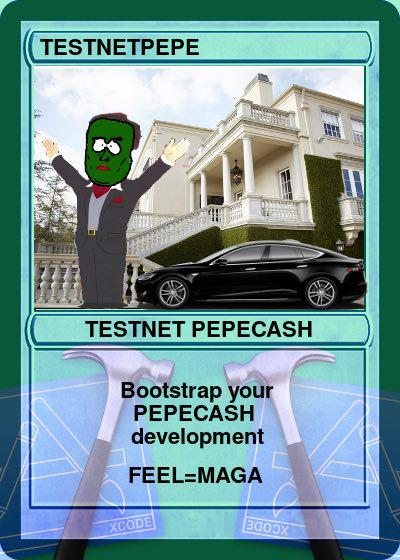 TESTNETPEPE
TESTNET PEPECASH
Bootstrap your
PEPECASH
development
FEEL=MAGA
XCODE
XCODE